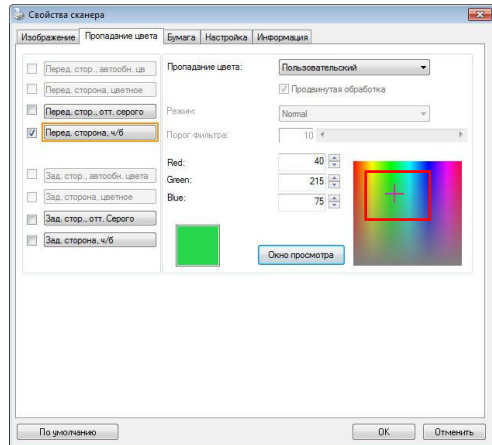 Свойства сканера
Изображение Пропадание цвета Бумага Настройка Информация
Перед. стор., автообн. цв
Перед. сторона, цветное
Перед. стор., отт. серого
Перед. сторона, ч/б
Зад. стор., автообн. цвета
Зад. сторона, цветное
Зад. стор., отт. Серого
Зад. сторона, ч/б
Пропадание цвета: Пользовательский
Продвинутая обработка
Режим: Normal
Порог фильтра: 10
Red: 40
Green: 215
Blue: 75
Окно просмотра
По умолчанию OK Отменить